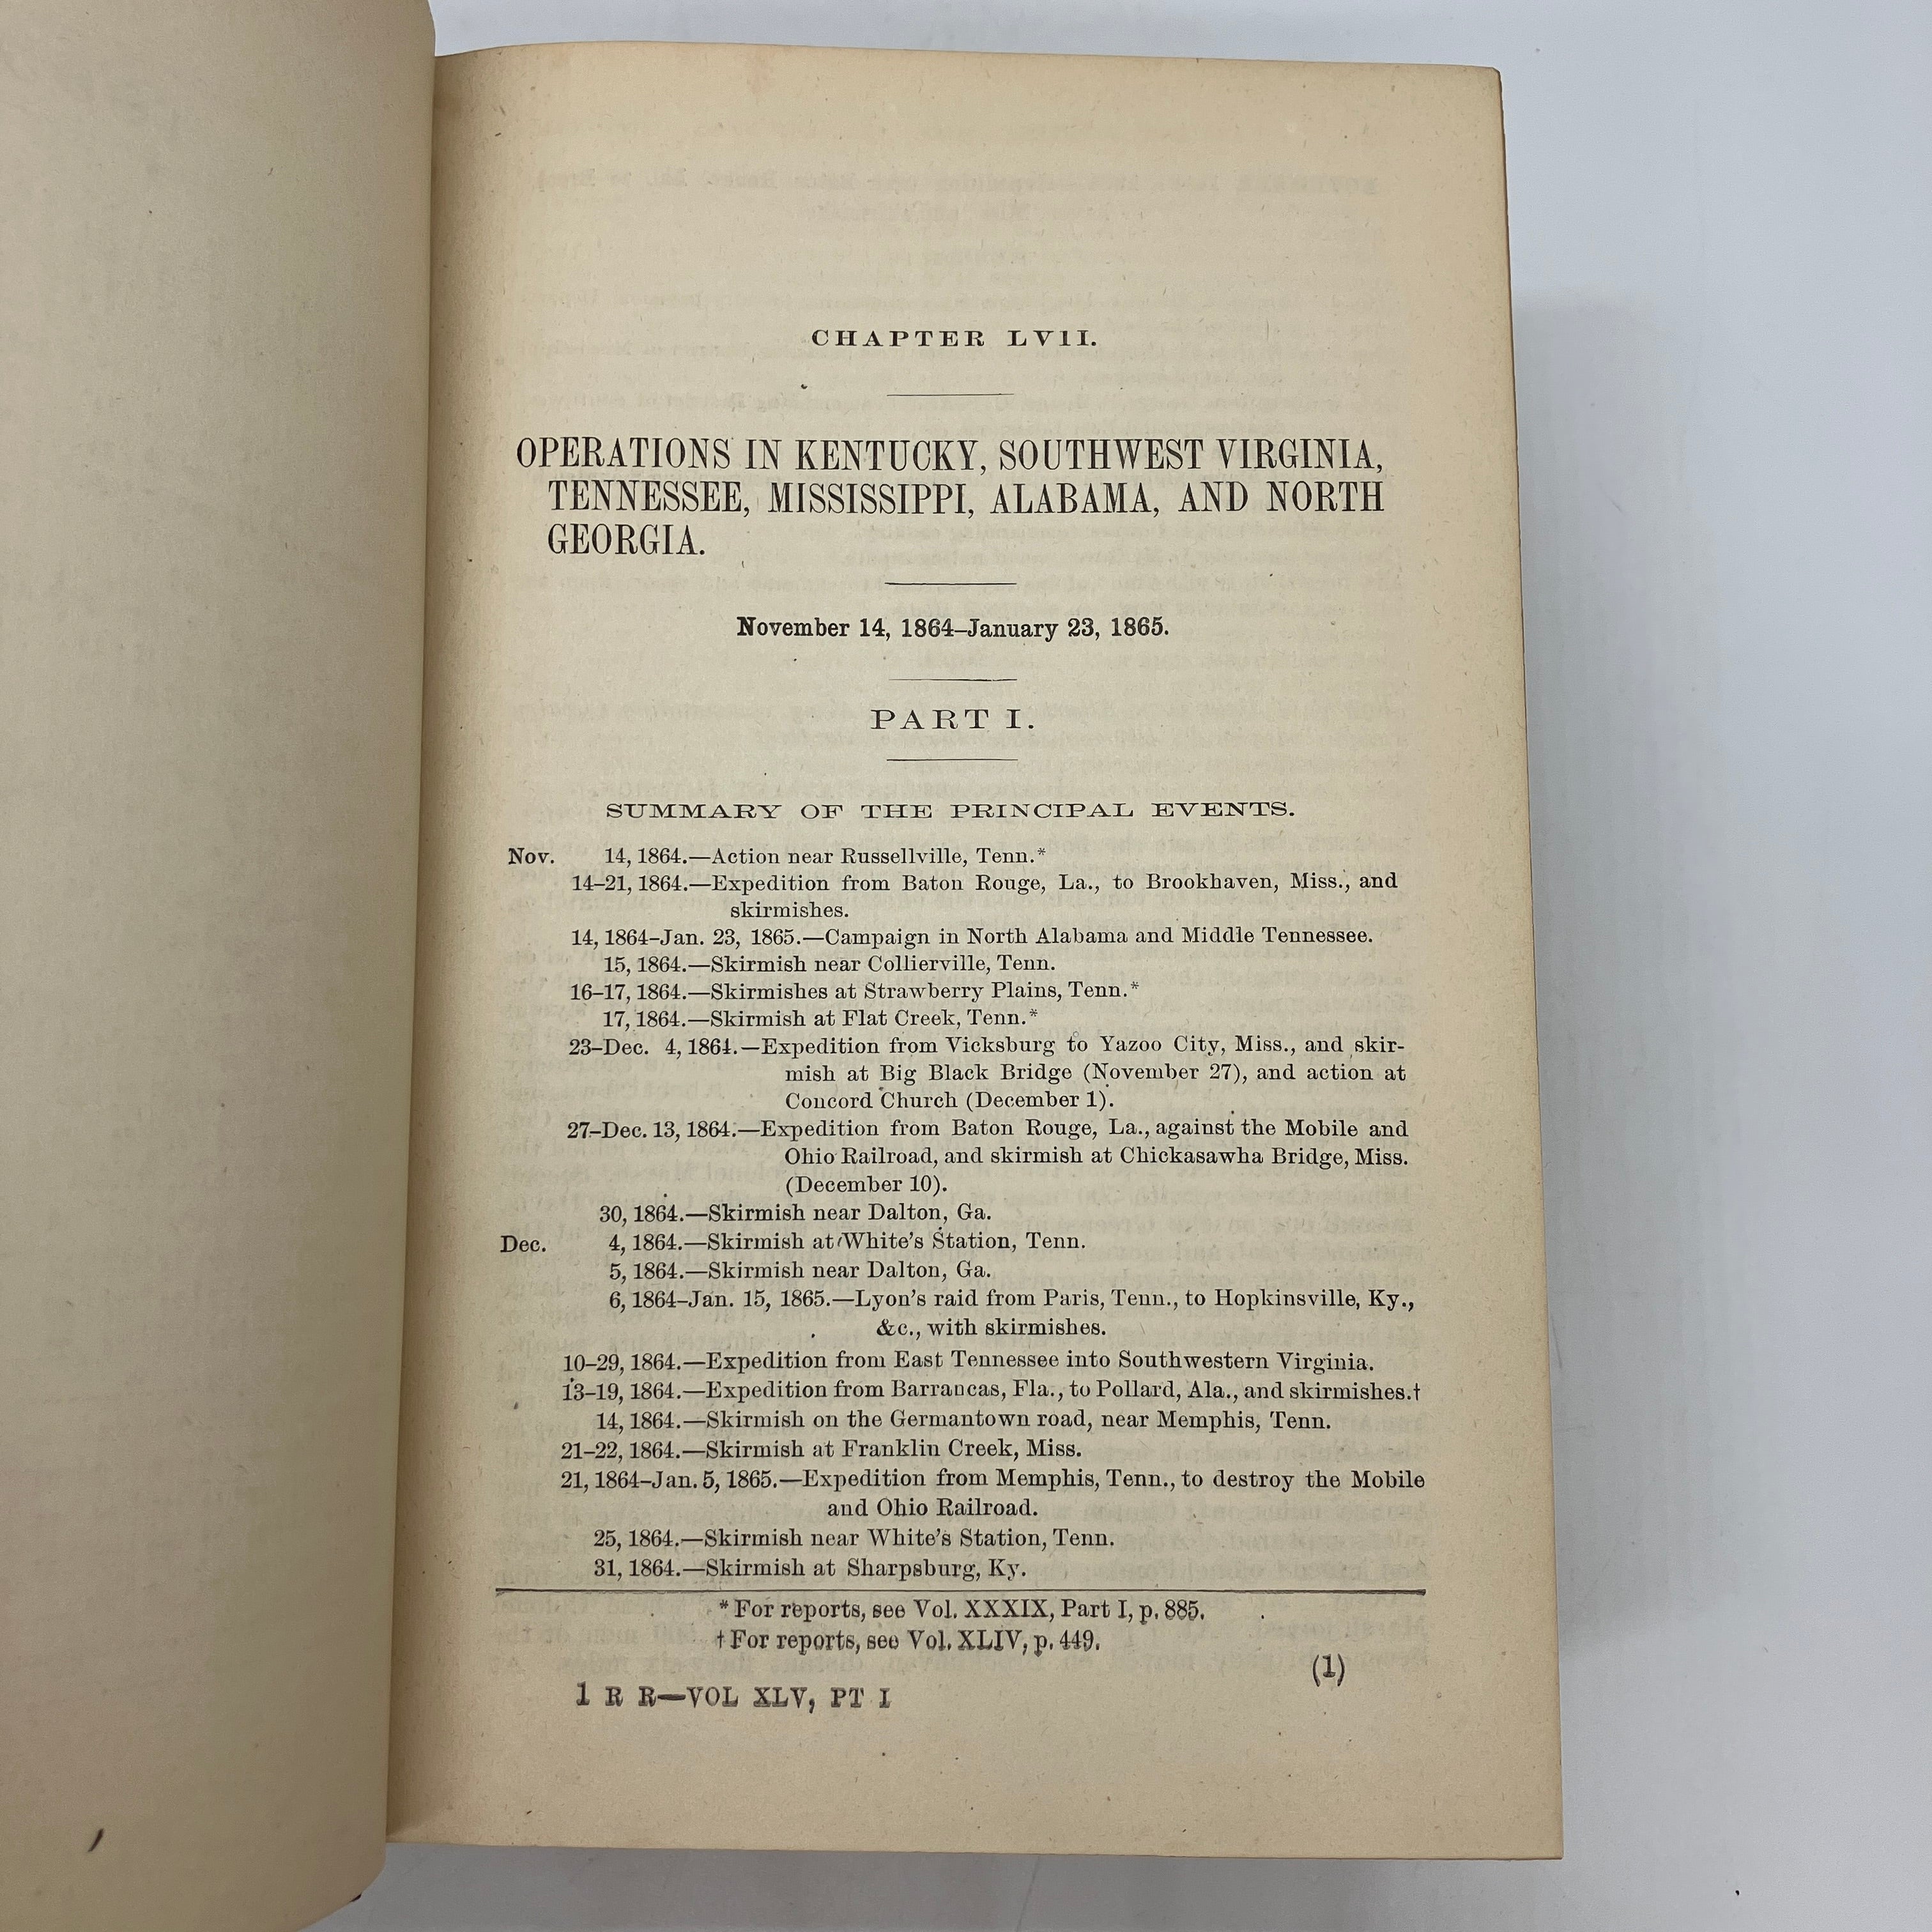 CHAPTER LVII.
OPERATIONS IN KENTUCKY, SOUTHWEST VIRGINIA,
TENNESSEE, MISSISSIPPI, ALABAMA, AND NORTH
GEORGIA.
November 14, 1864–January 23, 1865.
PART I.
SUMMARY OF THE PRINCIPAL EVENTS.
Nov. 14, 1864.—Action near Russellville, Tenn.*
14–21, 1864.—Expedition from Baton Rouge, La., to Brookhaven, Miss., and
skirmishes.
14, 1864–Jan. 23, 1865.—Campaign in North Alabama and Middle Tennessee.
15, 1864.—Skirmish near Collierville, Tenn.
16–17, 1864.—Skirmishes at Strawberry Plains, Tenn.*
17, 1864.—Skirmish at Flat Creek, Tenn.*
23–Dec. 4, 1864.—Expedition from Vicksburg to Yazoo City, Miss., and skir-
mish at Big Black Bridge (November 27), and action at
Concord Church (December 1).
27–Dec. 13, 1864.—Expedition from Baton Rouge, La., against the Mobile and
Ohio Railroad, and skirmish at Chickasawha Bridge, Miss.
(December 10).
30, 1864.—Skirmish near Dalton, Ga.
Dec. 4, 1864.—Skirmish at White's Station, Tenn.
5, 1864.—Skirmish near Dalton, Ga.
6, 1864–Jan. 15, 1865.—Lyon's raid from Paris, Tenn., to Hopkinsville, Ky.,
&c., with skirmishes.
10–29, 1864.—Expedition from East Tennessee into Southwestern Virginia.
13–19, 1864.—Expedition from Barrancas, Fla., to Pollard, Ala., and skirmishes.†
14, 1864.—Skirmish on the Germantown road, near Memphis, Tenn.
21–22, 1864.—Skirmish at Franklin Creek, Miss.
21, 1864–Jan. 5, 1865.—Expedition from Memphis, Tenn., to destroy the Mobile
and Ohio Railroad.
25, 1864.—Skirmish near White's Station, Tenn.
31, 1864.—Skirmish at Sharpsburg, Ky.
* For reports, see Vol. XXXIX, Part I, p. 885.
† For reports, see Vol. XLIV, p. 449.
(1)
1 R R—VOL XLV, PT I